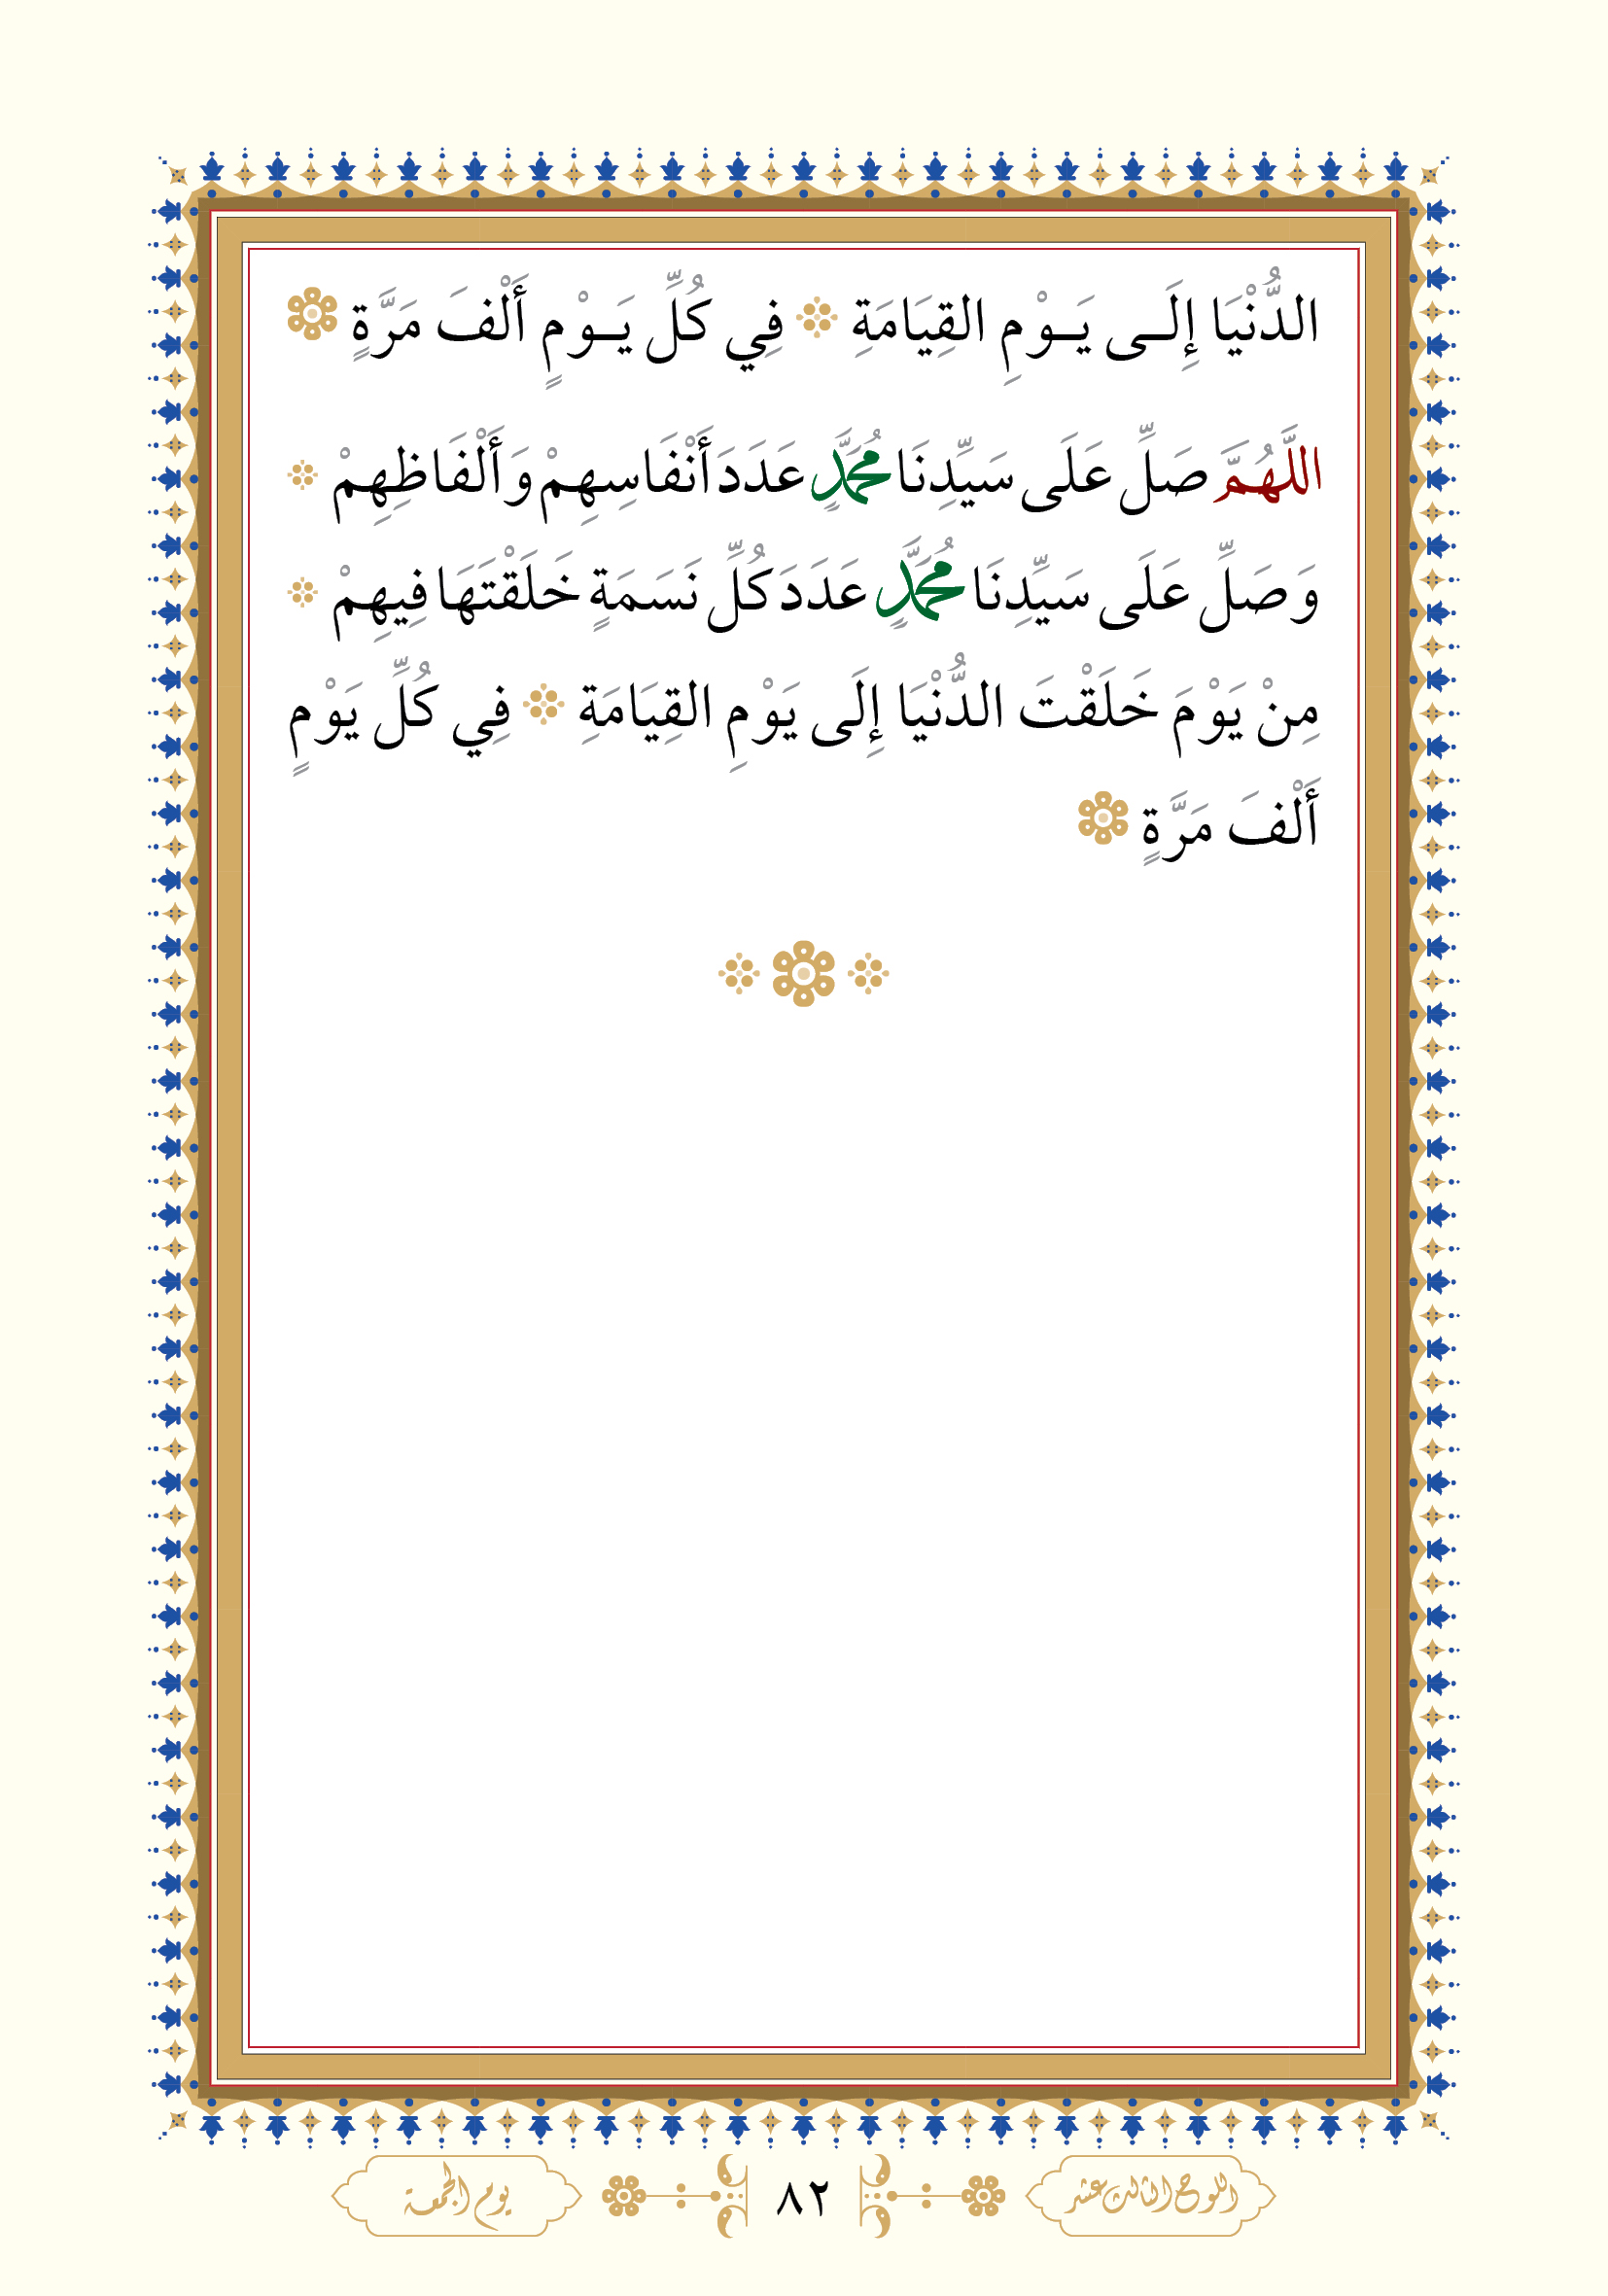 الدُّنْيَا إِلَـى يَـوْمِ القِيَامَةِ فِي كُلِّ يَـوْمٍ أَلْفَ مَرَّةٍ
اللَّهُمَّ صَلِّ عَلَى سَيِّدِنَا مُحَمَّدٍ عَدَدَ أَنْفَاسِهِمْ وَأَلْفَاظِهِمْ
وَصَلِّ عَلَى سَيِّدِنَا مُحَمَّدٍ عَدَدَ كُلِّ نَسَمَةٍ خَلَقْتَهَا فِيهِمْ
مِنْ يَوْمَ خَلَقْتَ الدُّنْيَا إِلَى يَوْمِ القِيَامَةِ فِي كُلِّ يَوْمٍ
أَلْفَ مَرَّةٍ
اللوح الثالث عشر ٨٢ يوم الجمعة